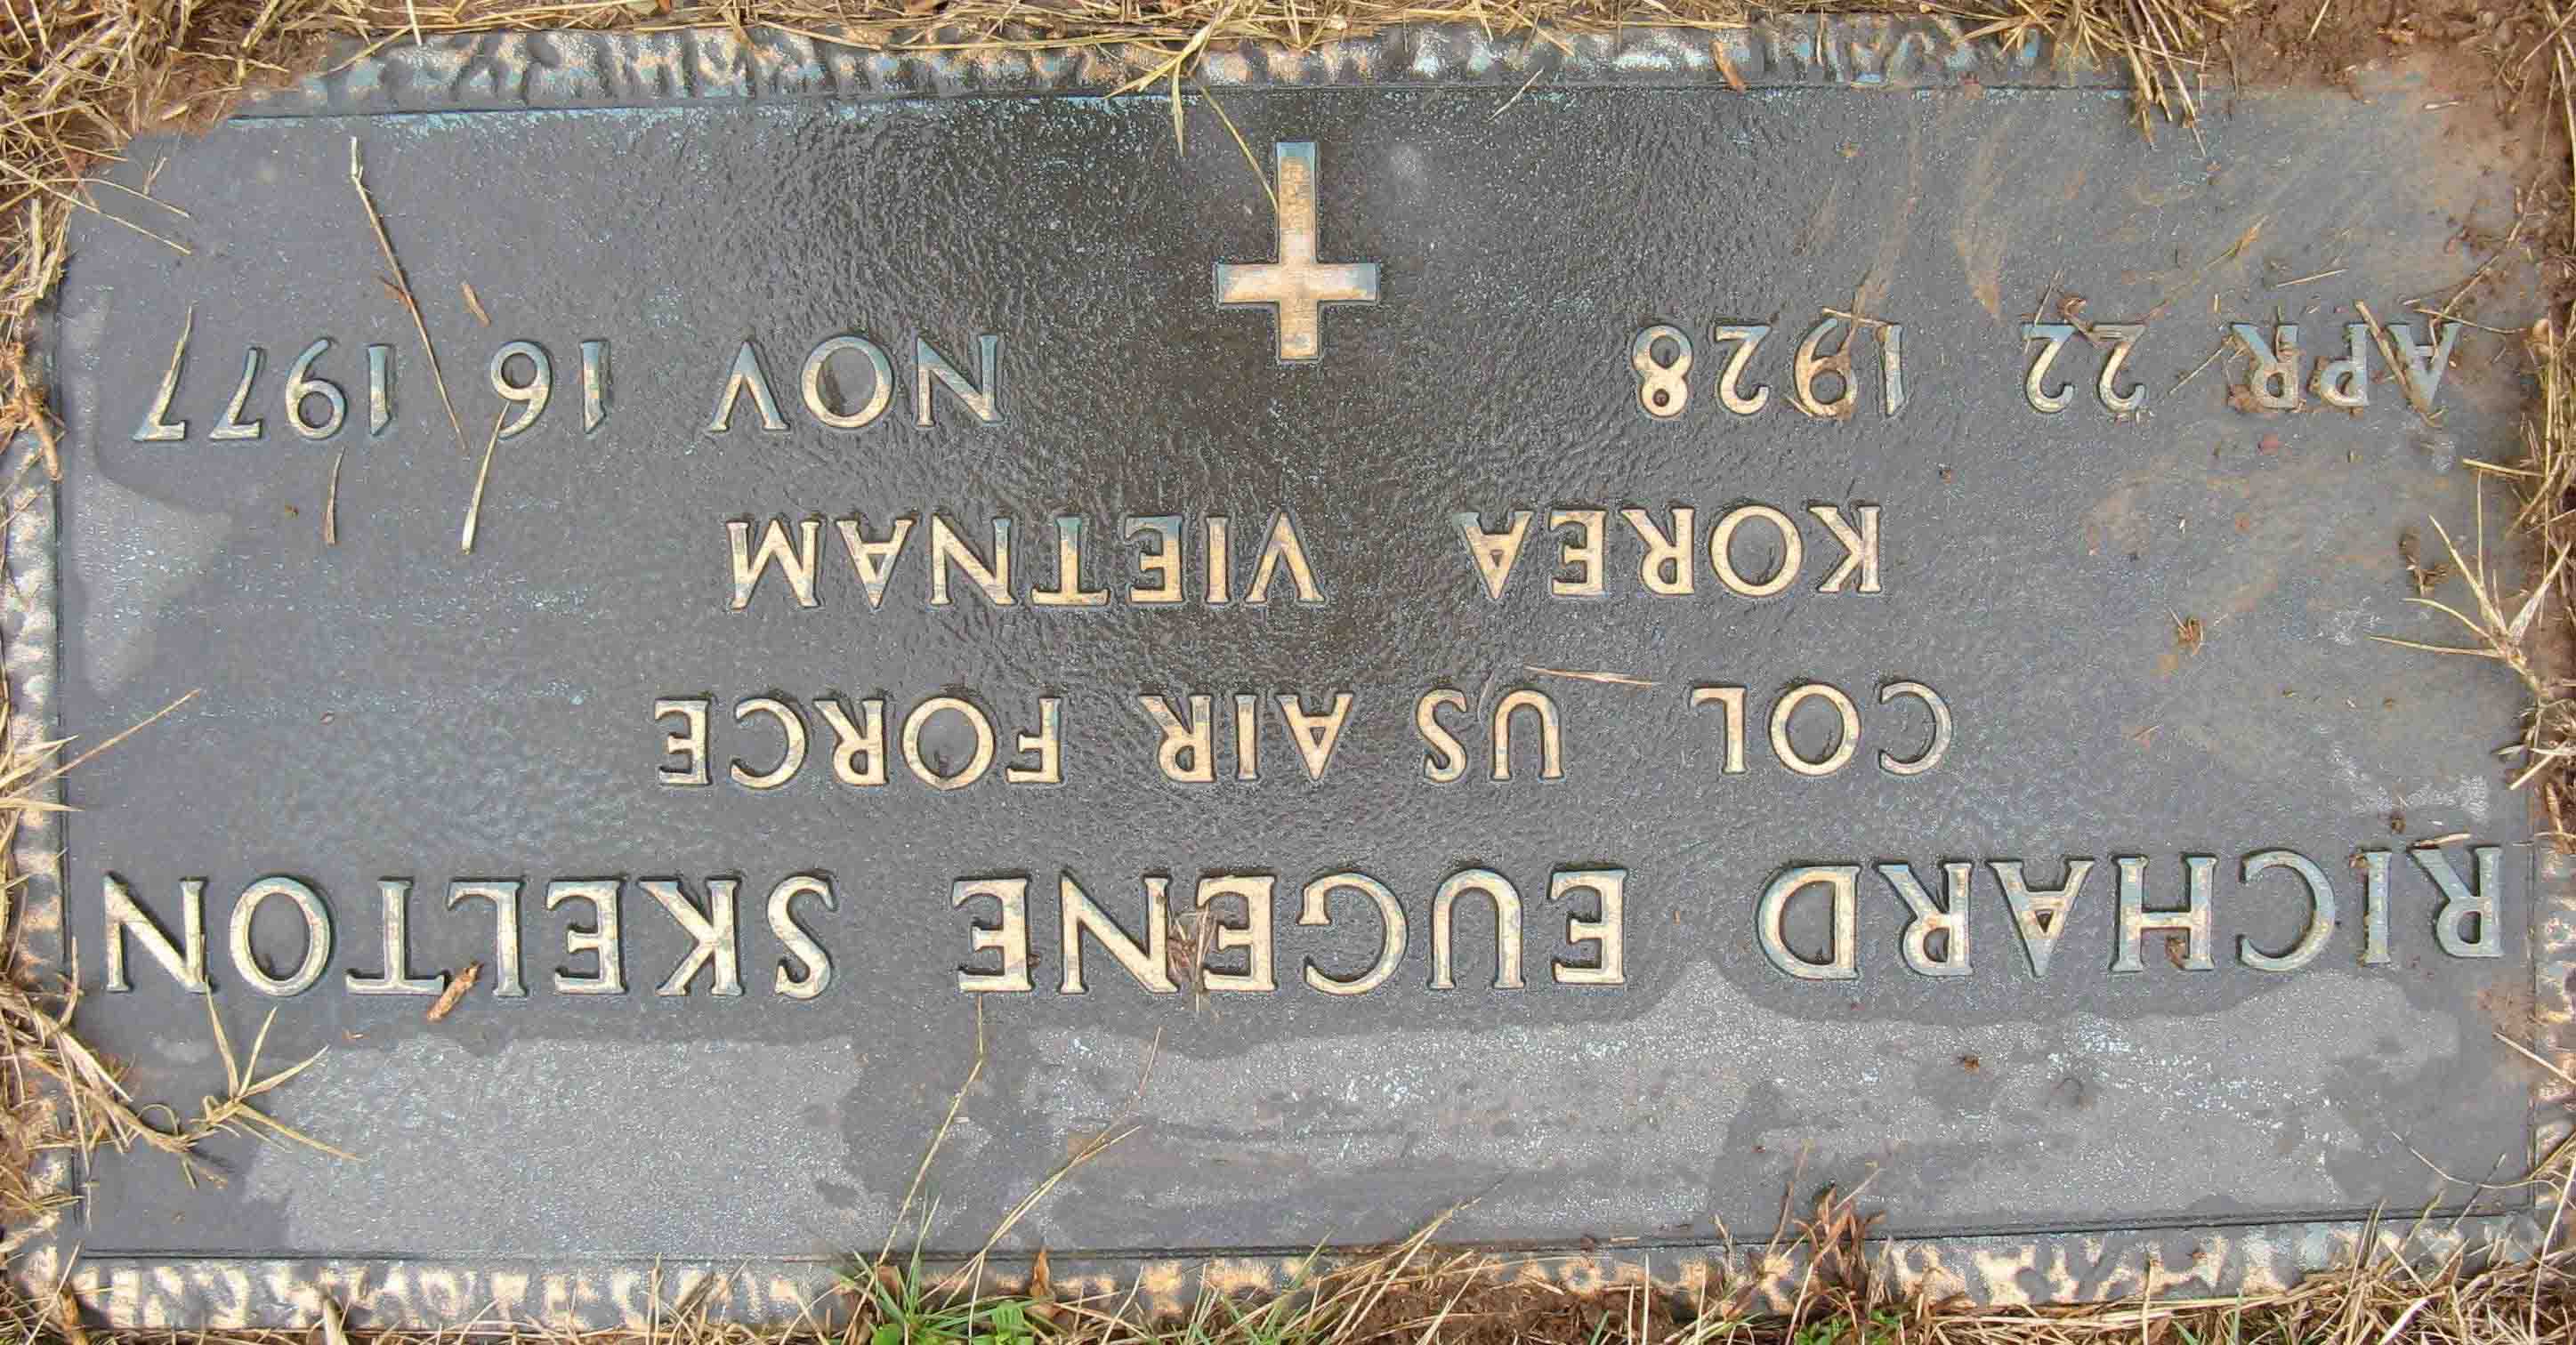 RICHARD EUGENE SKELTON
COL US AIR FORCE
KOREA VIETNAM
APR 22 1928 NOV 16 1977